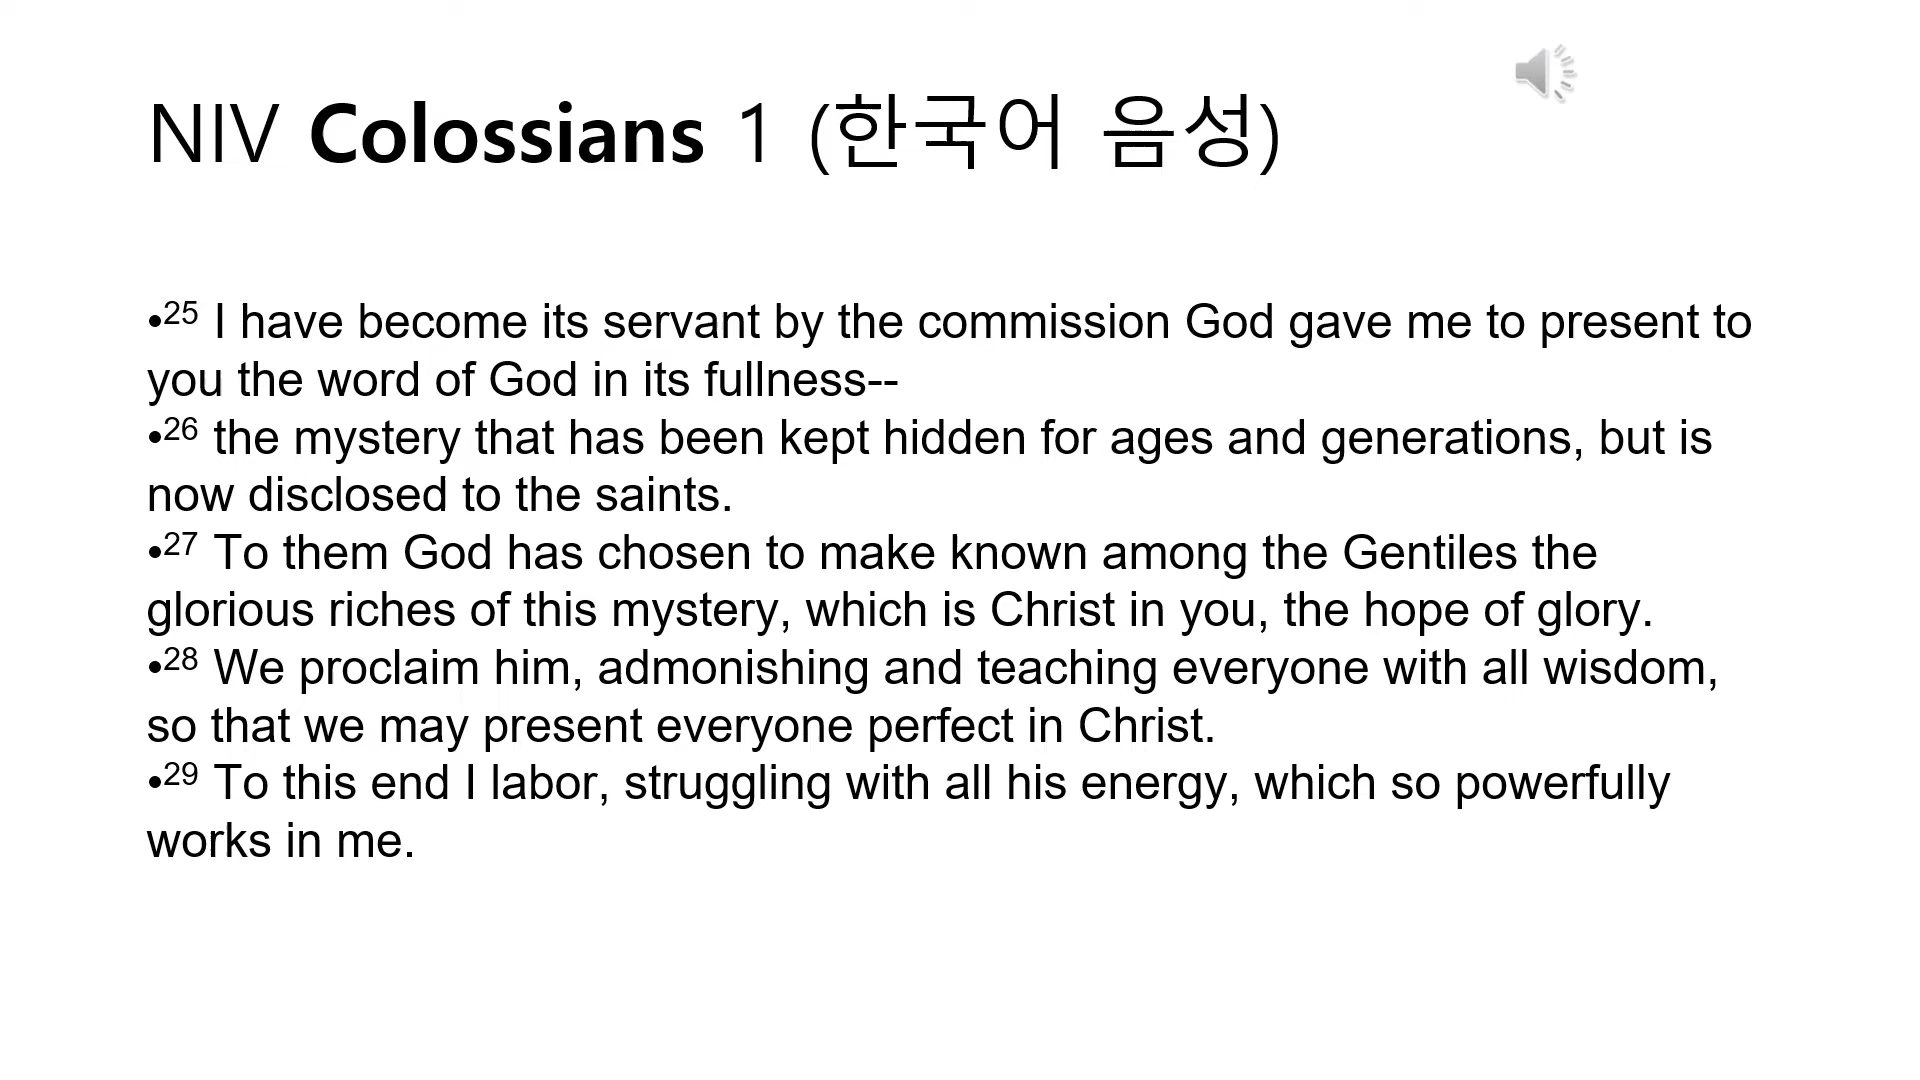 NIV Colossians 1 (한국어 음성)
•25 I have become its servant by the commission God gave me to present to
you the word of God in its fullness--
•26 the mystery that has been kept hidden for ages and generations, but is
now disclosed to the saints.
•27 To them God has chosen to make known among the Gentiles the
glorious riches of this mystery, which is Christ in you, the hope of glory.
•28 We proclaim him, admonishing and teaching everyone with all wisdom,
so that we may present everyone perfect in Christ.
•29 To this end I labor, struggling with all his energy, which so powerfully
works in me.